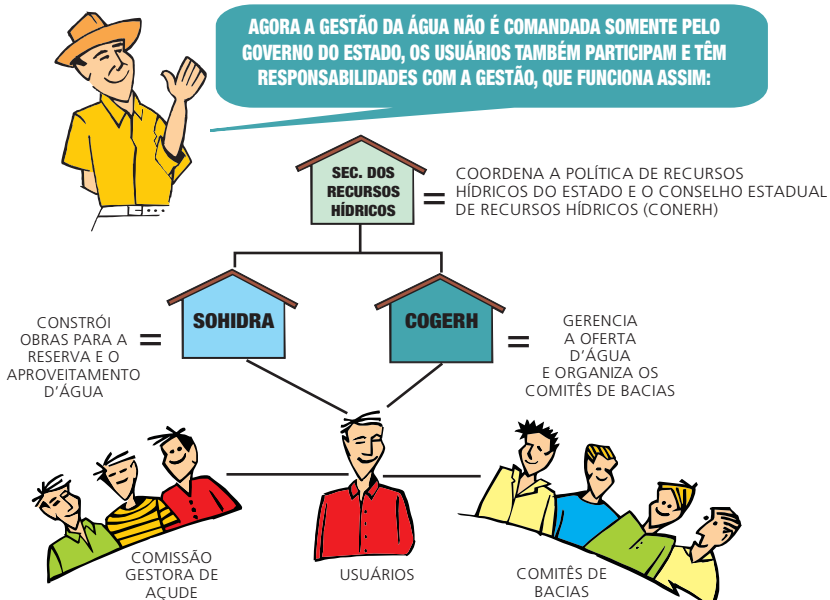 AGORA A GESTÃO DA ÁGUA NÃO É COMANDADA SOMENTE PELO
GOVERNO DO ESTADO, OS USUÁRIOS TAMBÉM PARTICIPAM E TÊM
RESPONSABILIDADES COM A GESTÃO, QUE FUNCIONA ASSIM:
SEC. DOS
RECURSOS
HÍDRICOS
=
COORDENA A POLÍTICA DE RECURSOS
HÍDRICOS DO ESTADO E O CONSELHO ESTADUAL
DE RECURSOS HÍDRICOS (CONERH)
CONSTRÓI
OBRAS PARA A
RESERVA E O
APROVEITAMENTO
D’ÁGUA
=
SOHIDRA
COGERH
=
GERENCIA
A OFERTA
D’ÁGUA
E ORGANIZA OS
COMITÊS DE BACIAS
COMISSÃO
GESTORA DE
AÇUDE
USUÁRIOS
COMITÊS DE
BACIAS